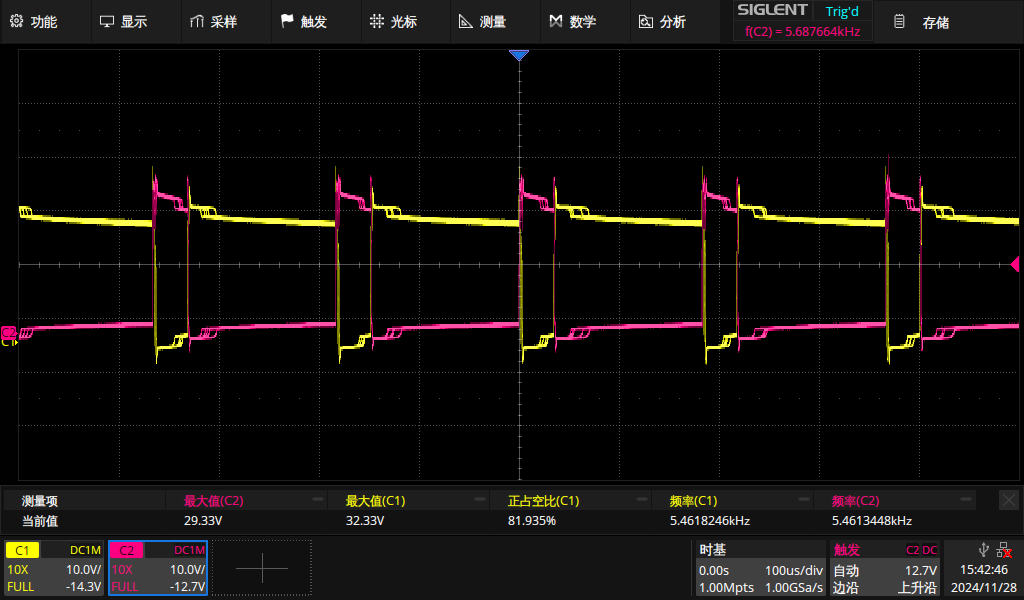 功能 显示 采样 触发 光标 测量 数学 分析 SIGLENT Trig'd 存储
f(C2) = 5.687664kHz
C2
C1
测量项 最大值(C2) 最大值(C1) 正占空比(C1) 频率(C1) 频率(C2)
当前值 29.33V 32.33V 81.935% 5.4618246kHz 5.4613448kHz
C1 DC1M C2 DC1M 时基 触发 C2 DC
10X 10.0V/ 10X 10.0V/ 0.00s 100us/div 自动 12.7V 15:42:46
FULL -14.3V FULL -12.7V 1.00Mpts 1.00GSa/s 边沿 上升沿 2024/11/28